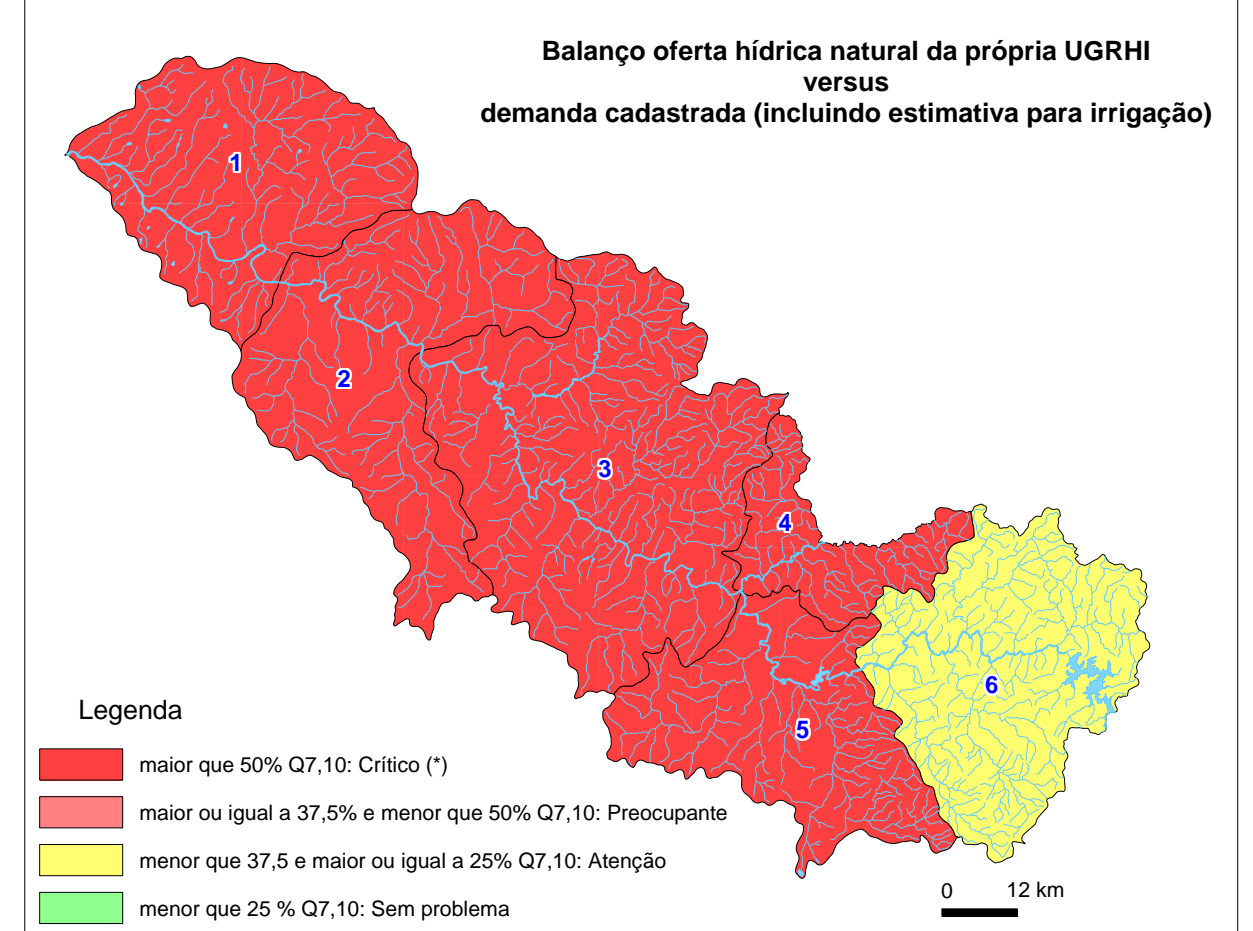 Balanço oferta hídrica natural da própria UGRHI
versus
demanda cadastrada (incluindo estimativa para irrigação)
1
2
3
4
5
6
Legenda
maior que 50% Q7,10: Crítico (*)
maior ou igual a 37,5% e menor que 50% Q7,10: Preocupante
menor que 37,5 e maior ou igual a 25% Q7,10: Atenção
menor que 25 % Q7,10: Sem problema
0 12 km